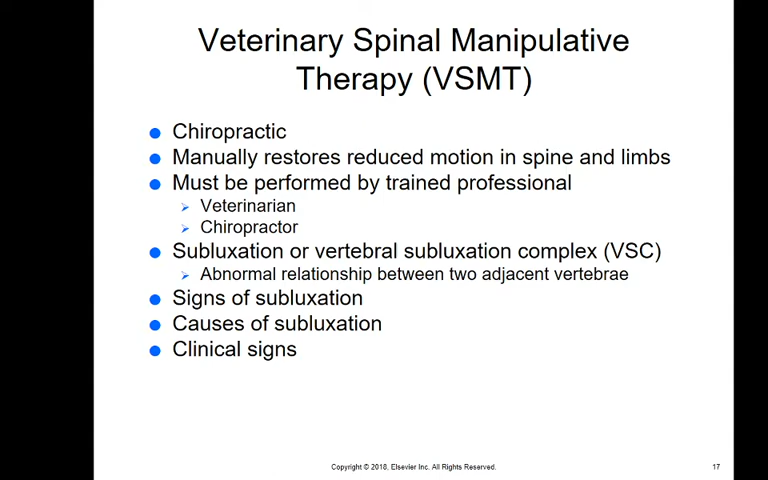 Veterinary Spinal Manipulative
Therapy (VSMT)
Chiropractic
Manually restores reduced motion in spine and limbs
Must be performed by trained professional
Veterinarian
Chiropractor
Subluxation or vertebral subluxation complex (VSC)
Abnormal relationship between two adjacent vertebrae
Signs of subluxation
Causes of subluxation
Clinical signs
Copyright © 2018, Elsevier Inc. All Rights Reserved.
17